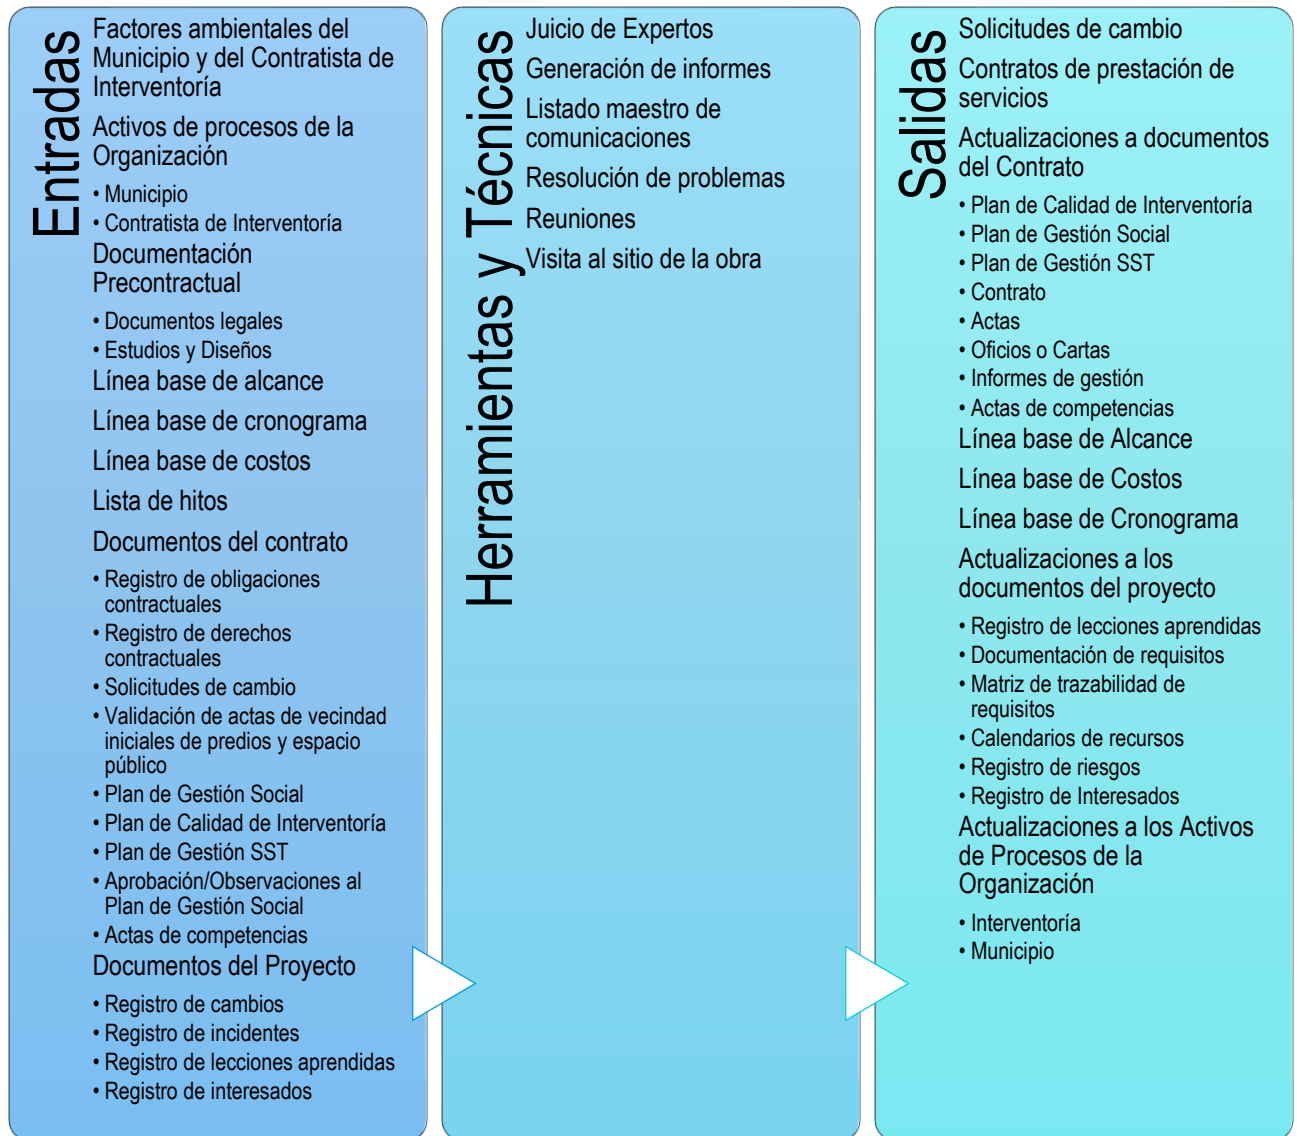 Entradas
Factores ambientales del
Municipio y del Contratista de
Interventoría
Activos de procesos de la
Organización
• Municipio
• Contratista de Interventoría
Documentación
Precontractual
• Documentos legales
• Estudios y Diseños
Línea base de alcance
Línea base de cronograma
Línea base de costos
Lista de hitos
Documentos del contrato
• Registro de obligaciones
contractuales
• Registro de derechos
contractuales
• Solicitudes de cambio
• Validación de actas de vecindad
iniciales de predios y espacio
público
• Plan de Gestión Social
• Plan de Calidad de Interventoría
• Plan de Gestión SST
• Aprobación/Observaciones al
Plan de Gestión Social
• Actas de competencias
Documentos del Proyecto
• Registro de cambios
• Registro de incidentes
• Registro de lecciones aprendidas
• Registro de interesados
Herramientas y Técnicas
Juicio de Expertos
Generación de informes
Listado maestro de
comunicaciones
Resolución de problemas
Reuniones
Visita al sitio de la obra
Salidas
Solicitudes de cambio
Contratos de prestación de
servicios
Actualizaciones a documentos
del Contrato
• Plan de Calidad de Interventoría
• Plan de Gestión Social
• Plan de Gestión SST
• Contrato
• Actas
• Oficios o Cartas
• Informes de gestión
• Actas de competencias
Línea base de Alcance
Línea base de Costos
Línea base de Cronograma
Actualizaciones a los
documentos del proyecto
• Registro de lecciones aprendidas
• Documentación de requisitos
• Matriz de trazabilidad de
requisitos
• Calendarios de recursos
• Registro de riesgos
• Registro de Interesados
Actualizaciones a los Activos
de Procesos de la
Organización
• Interventoría
• Municipio